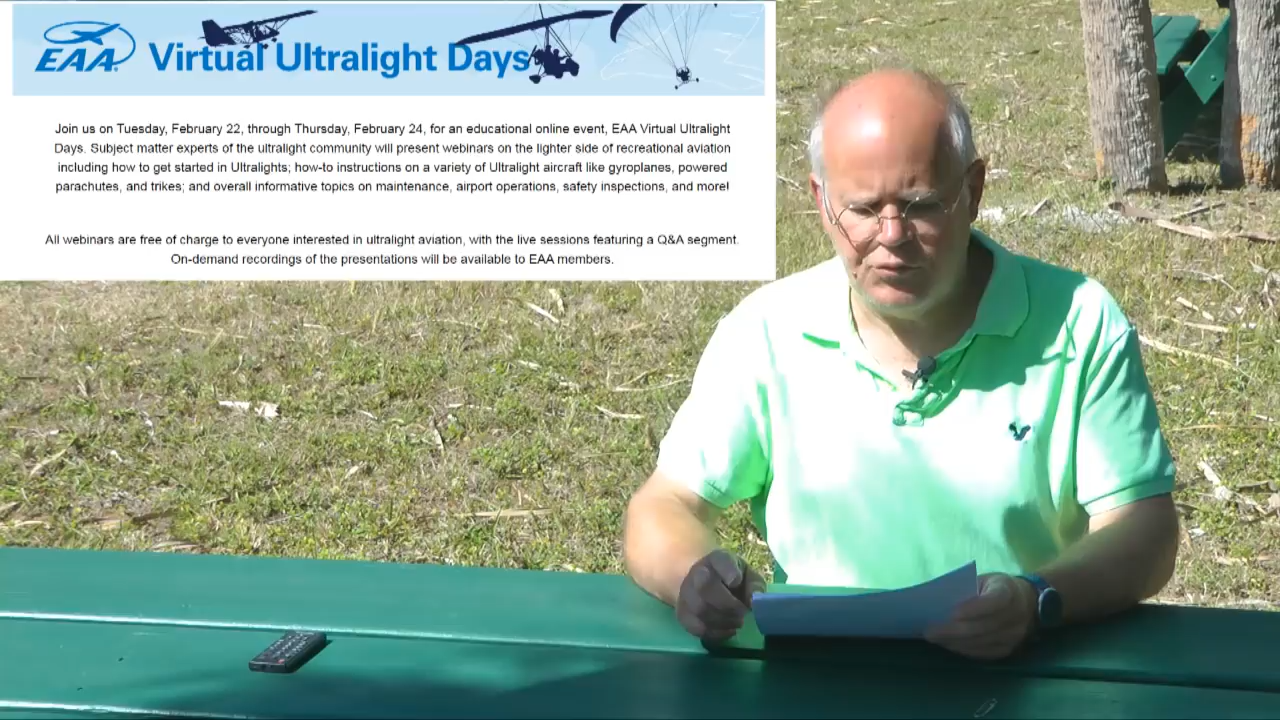 EAA
Virtual Ultralight Days
Join us on Tuesday, February 22, through Thursday, February 24, for an educational online event, EAA Virtual Ultralight
Days. Subject matter experts of the ultralight community will present webinars on the lighter side of recreational aviation
including how to get started in Ultralights; how-to instructions on a variety of Ultralight aircraft like gyroplanes, powered
parachutes, and trikes; and overall informative topics on maintenance, airport operations, safety inspections, and more!
All webinars are free of charge to everyone interested in ultralight aviation, with the live sessions featuring a Q&A segment.
On-demand recordings of the presentations will be available to EAA members.